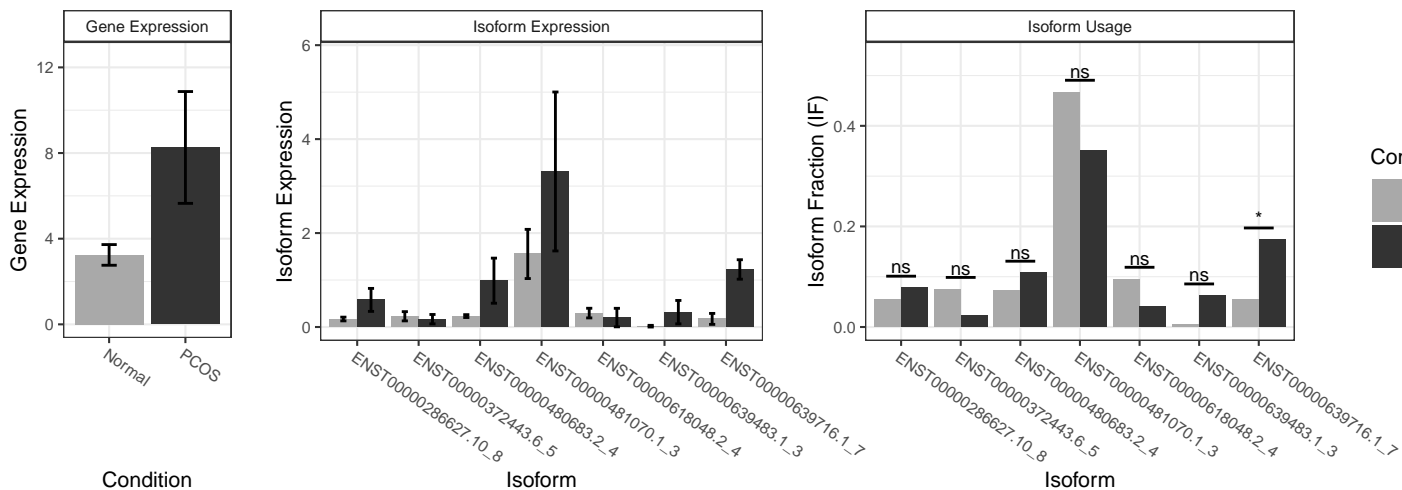 Gene Expression
Isoform Expression
Isoform Usage
Gene Expression
12
8
4
0
Normal
PCOS
Condition
Isoform Expression
6
4
2
0
ENST00000286627.10_8
ENST00000372443.6_5
ENST00000480683.2_4
ENST00000481070.1_3
ENST00000618048.2_4
ENST00000639483.1_3
ENST00000639716.1_7
Isoform
Isoform Fraction (IF)
0.4
0.2
0.0
ns
ns
ns
ns
ns
ns
*
ENST00000286627.10_8
ENST00000372443.6_5
ENST00000480683.2_4
ENST00000481070.1_3
ENST00000618048.2_4
ENST00000639483.1_3
ENST00000639716.1_7
Isoform